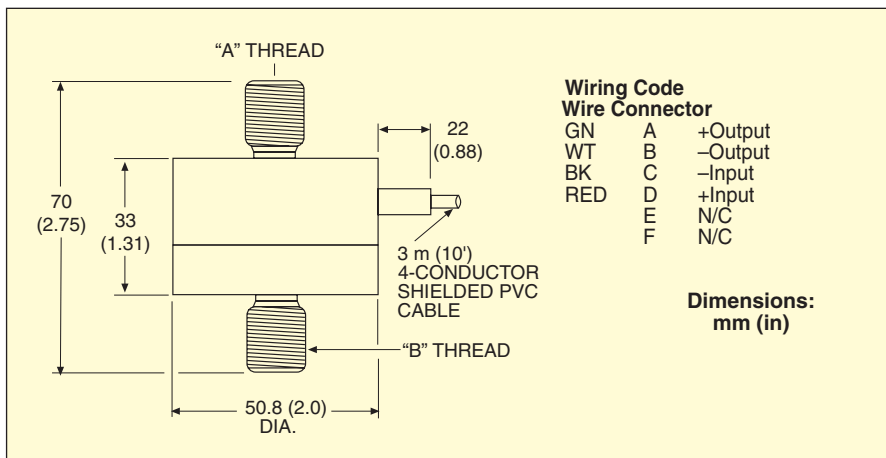 “A” THREAD
22
(0.88)
70
(2.75)
33
(1.31)
3 m (10')
4-CONDUCTOR
SHIELDED PVC
CABLE
“B” THREAD
50.8 (2.0)
DIA.
Wiring Code
Wire Connector
GN A +Output
WT B –Output
BK C –Input
RED D +Input
E N/C
F N/C
Dimensions:
mm (in)